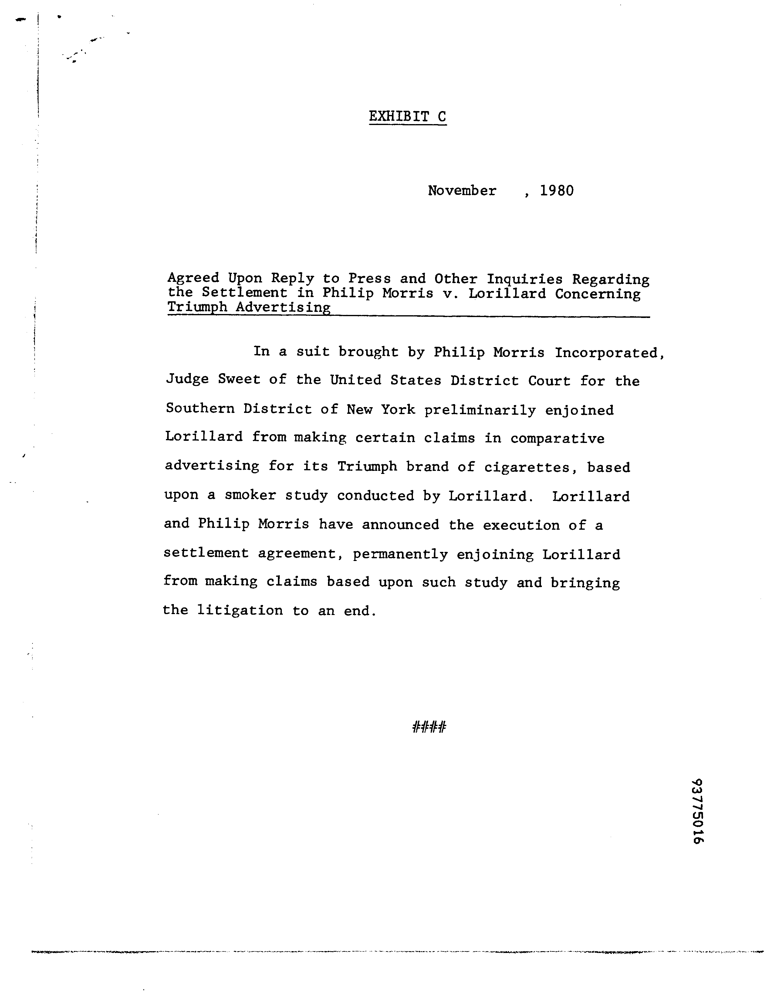 EXHIBIT C
November , 1980
Agreed Upon Reply to Press and Other Inquiries Regarding
the Settlement in Philip Morris v. Lorillard Concerning
Triumph Advertising
In a suit brought by Philip Morris Incorporated,
Judge Sweet of the United States District Court for the
Southern District of New York preliminarily enjoined
Lorillard from making certain claims in comparative
advertising for its Triumph brand of cigarettes, based
upon a smoker study conducted by Lorillard. Lorillard
and Philip Morris have announced the execution of a
settlement agreement, permanently enjoining Lorillard
from making claims based upon such study and bringing
the litigation to an end.
####
93775016